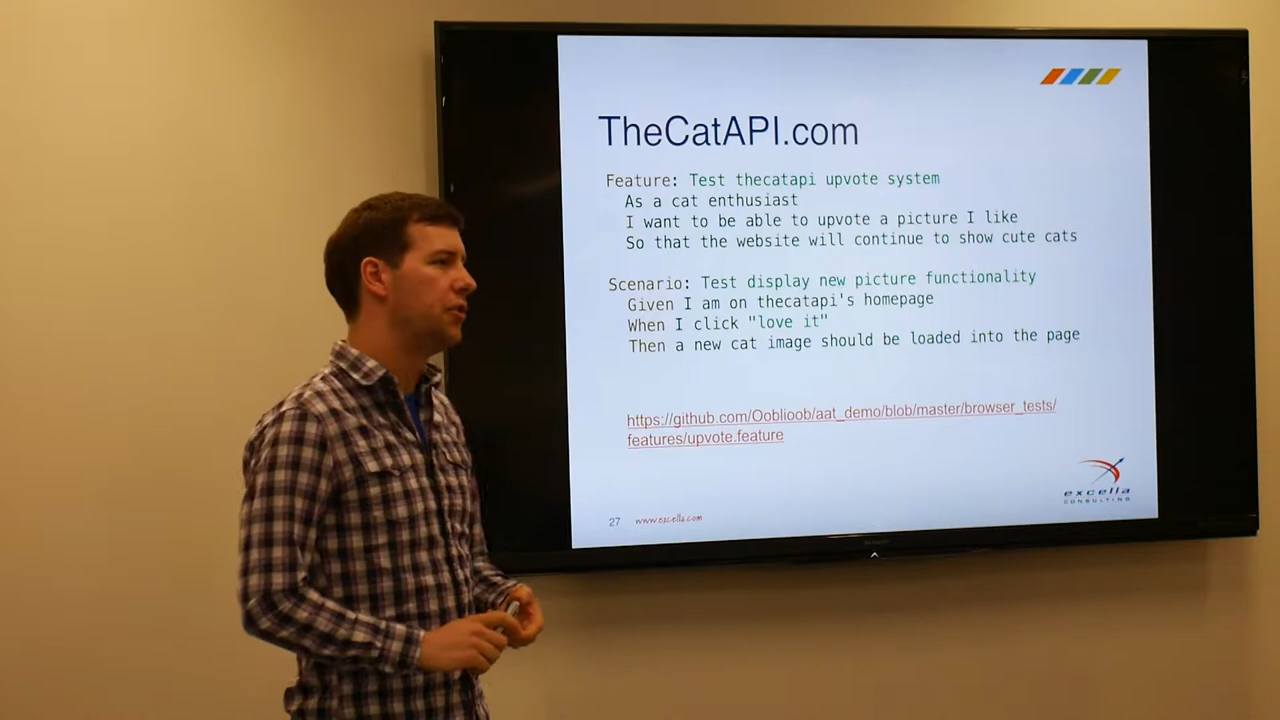 TheCatAPI.com
Feature: Test thecatapi upvote system
As a cat enthusiast
I want to be able to upvote a picture I like
So that the website will continue to show cute cats
Scenario: Test display new picture functionality
Given I am on thecatapi's homepage
When I click "love it"
Then a new cat image should be loaded into the page
https://github.com/Ooblioob/aat_demo/blob/master/browser_tests/
features/upvote.feature
excella
CONSULTING
27 www.excella.com